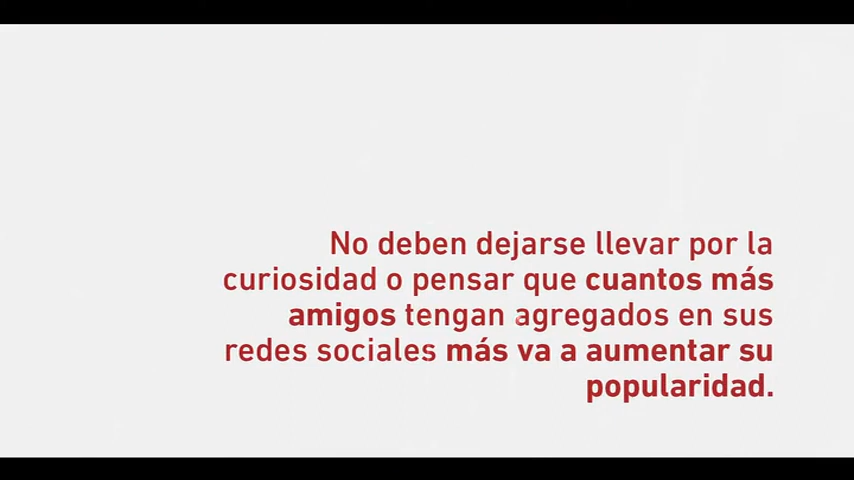 No deben dejarse llevar por la
curiosidad o pensar que cuantos más
amigos tengan agregados en sus
redes sociales más va a aumentar su
popularidad.